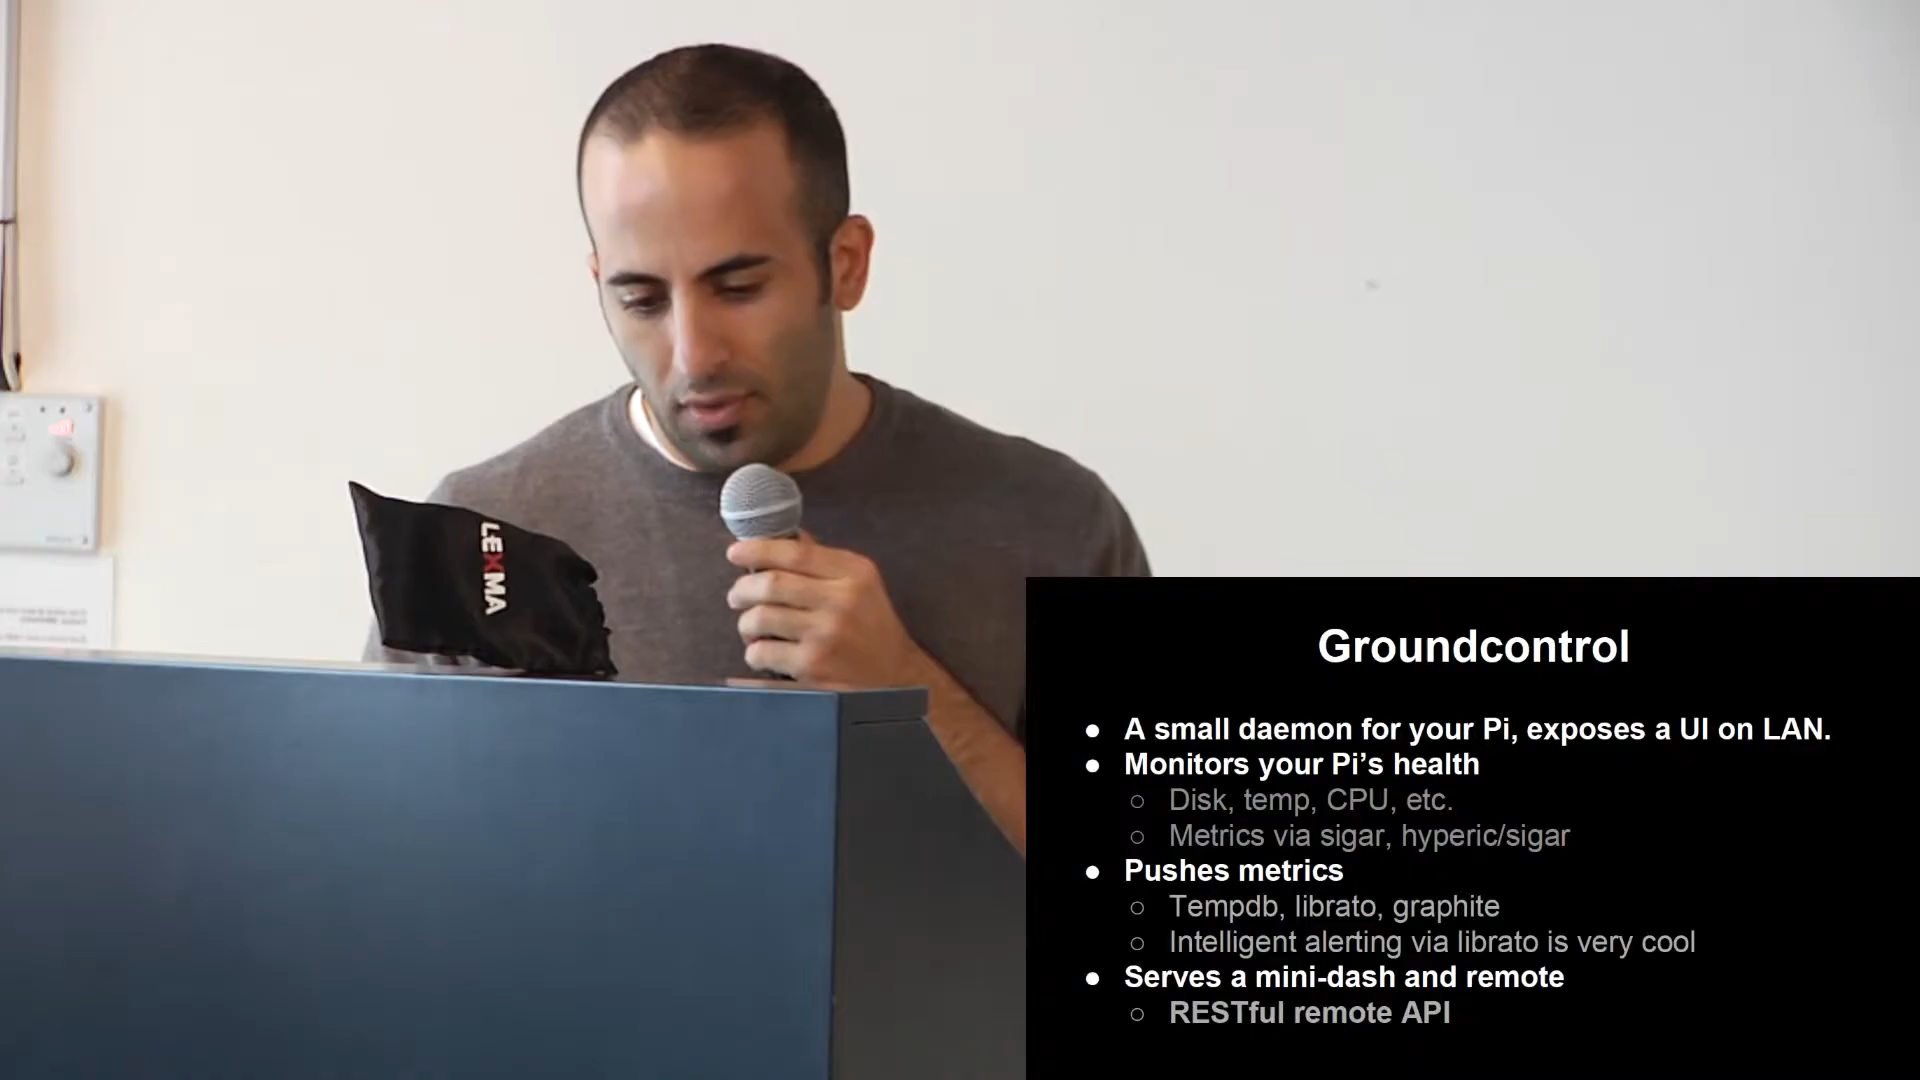 LEXMA
Groundcontrol
● A small daemon for your Pi, exposes a UI on LAN.
● Monitors your Pi’s health
○ Disk, temp, CPU, etc.
○ Metrics via sigar, hyperic/sigar
● Pushes metrics
○ Tempdb, librato, graphite
○ Intelligent alerting via librato is very cool
● Serves a mini-dash and remote
○ RESTful remote API